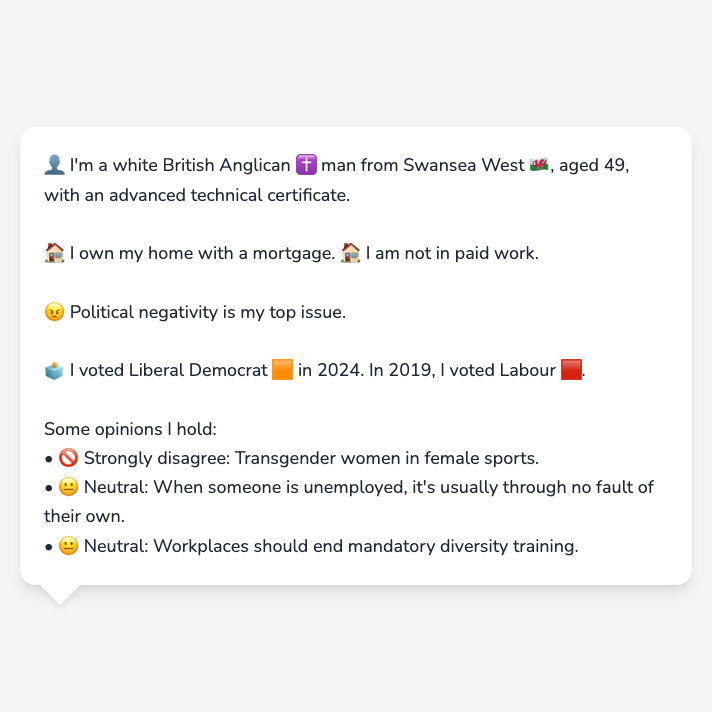 👤 I'm a white British Anglican ✝️ man from Swansea West 🏴󠁧󠁢󠁷󠁬󠁳󠁿, aged 49,
with an advanced technical certificate.
🏠 I own my home with a mortgage. 🏠 I am not in paid work.
😠 Political negativity is my top issue.
🗳️ I voted Liberal Democrat 🟧 in 2024. In 2019, I voted Labour 🟥.
Some opinions I hold:
• 🚫 Strongly disagree: Transgender women in female sports.
• 😐 Neutral: When someone is unemployed, it's usually through no fault of
their own.
• 😐 Neutral: Workplaces should end mandatory diversity training.